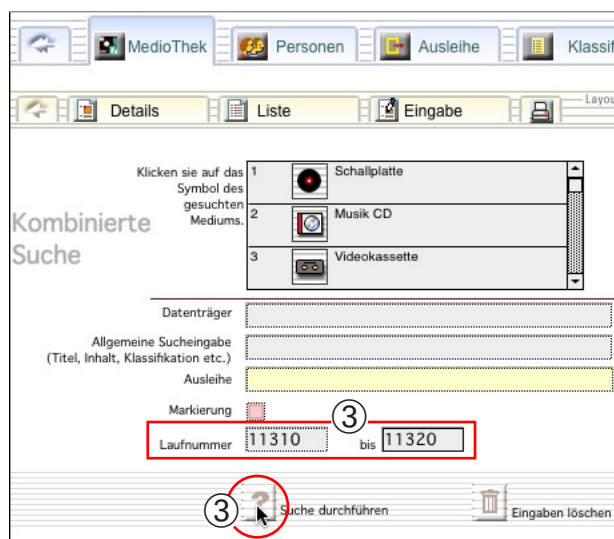 MedioThek Personen Ausleihe Klassif
Details Liste Eingabe Layou
Klicken sie auf das
Symbol des
gesuchten
Mediums.
1 Schallplatte
2 Musik CD
3 Videokassette
Kombinierte
Suche
Datenträger
Allgemeine Sucheingabe
(Titel, Inhalt, Klassifikation etc.)
Ausleihe
Markierung
③
Laufnummer 11310 bis 11320
③ ? Suche durchführen Eingaben löschen